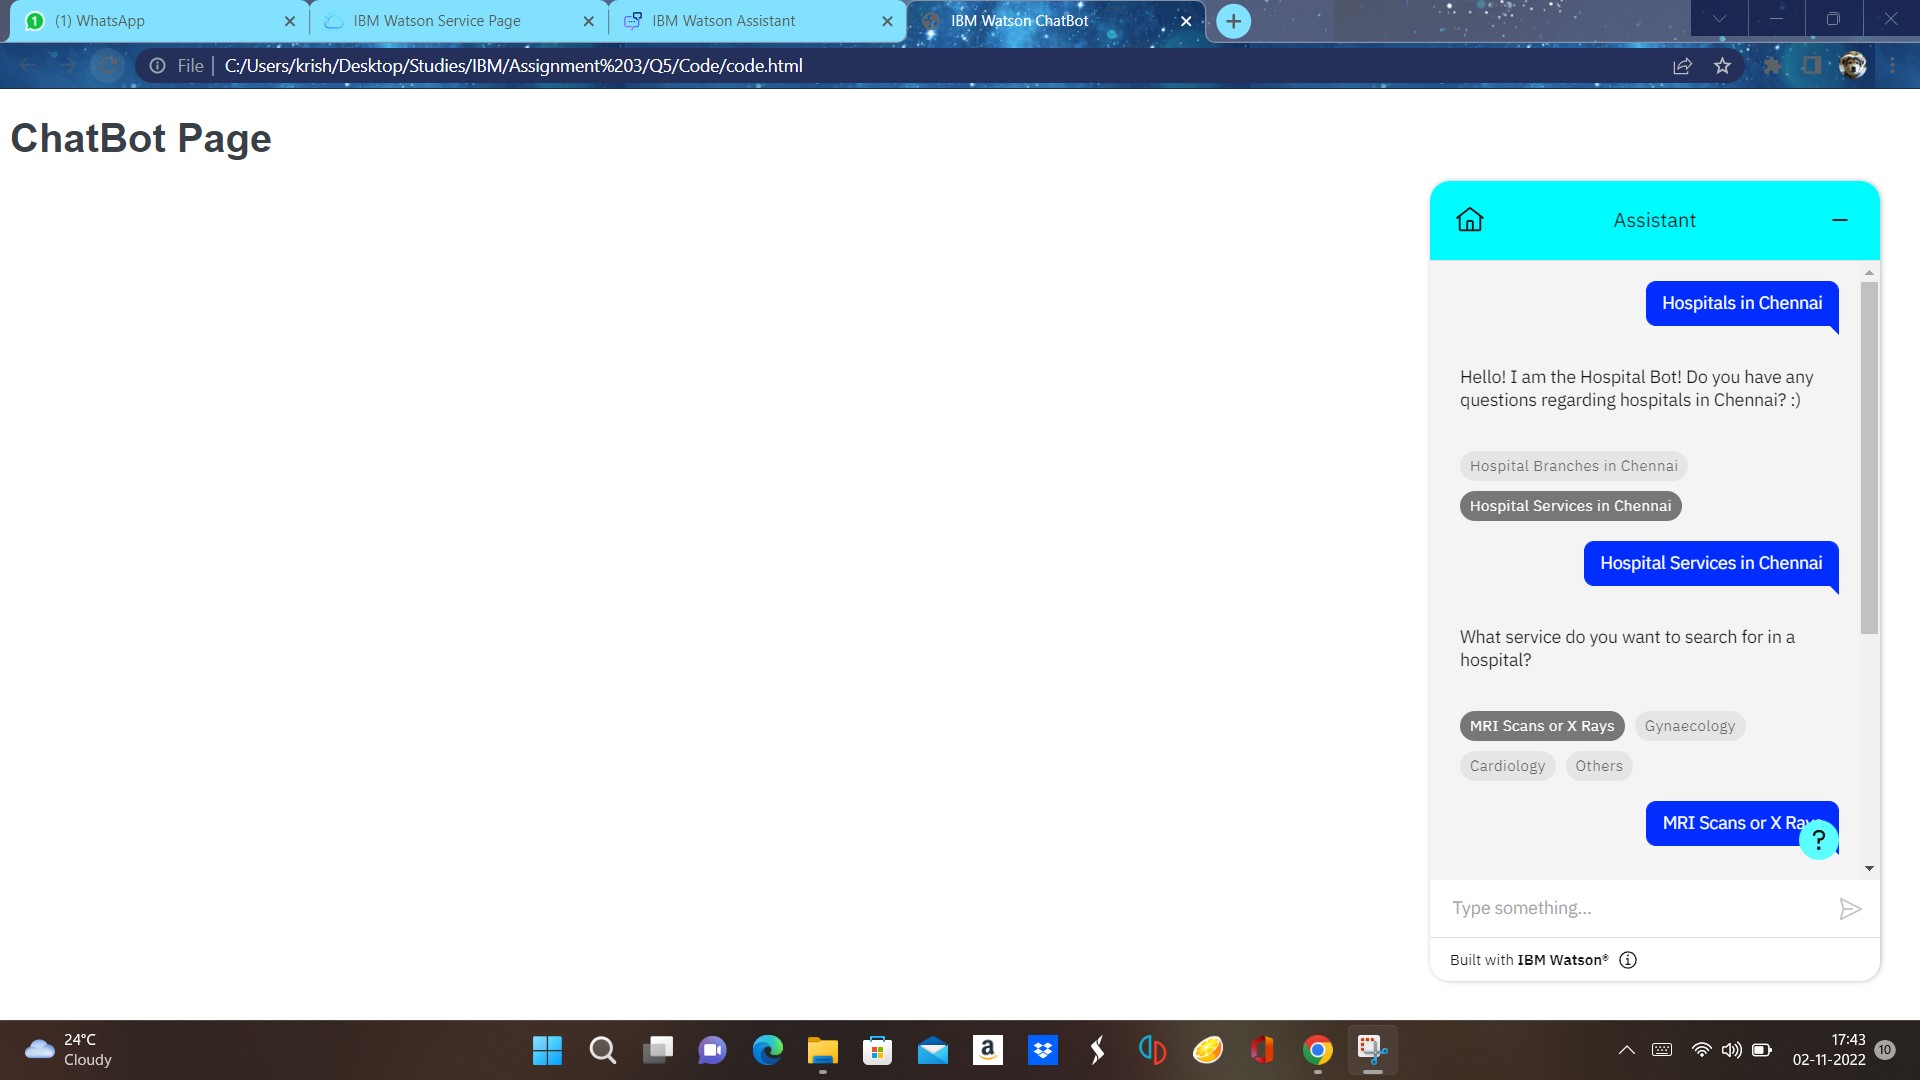 (1) WhatsApp
IBM Watson Service Page
IBM Watson Assistant
IBM Watson ChatBot
File
C:/Users/krish/Desktop/Studies/IBM/Assignment%203/Q5/Code/code.html
ChatBot Page
Assistant
Hospitals in Chennai
Hello! I am the Hospital Bot! Do you have any
questions regarding hospitals in Chennai? :)
Hospital Branches in Chennai
Hospital Services in Chennai
Hospital Services in Chennai
What service do you want to search for in a
hospital?
MRI Scans or X Rays Gynaecology
Cardiology Others
MRI Scans or X Rays
?
Type something...
Built with IBM Watson®
24°C
Cloudy
17:43
02-11-2022
10